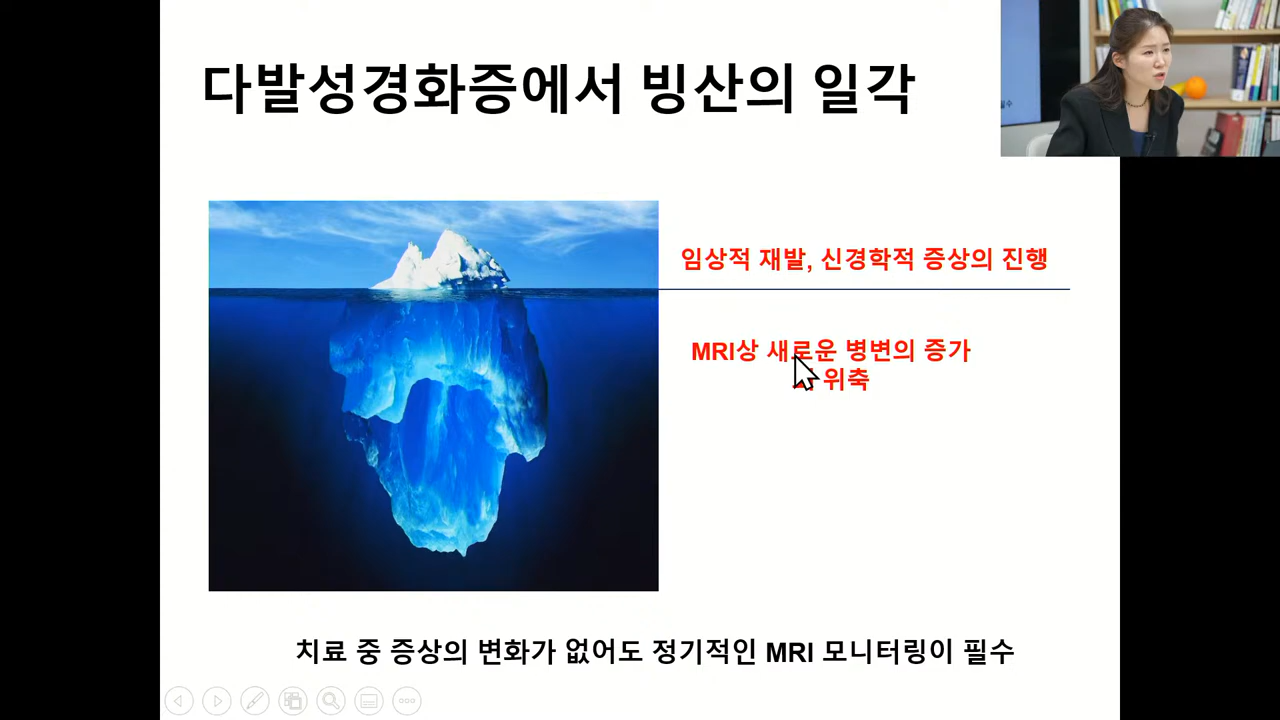 다발성경화증에서 빙산의 일각
임상적 재발, 신경학적 증상의 진행
MRI상 새로운 병변의 증가
위축
치료 중 증상의 변화가 없어도 정기적인 MRI 모니터링이 필수
필수